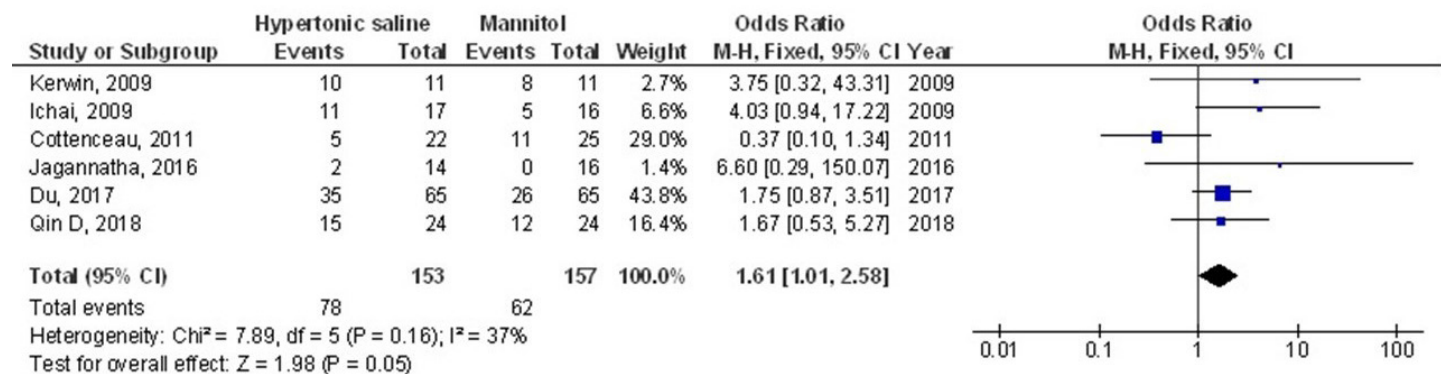 Hypertonic saline Mannitol Odds Ratio Odds Ratio
Study or Subgroup Events Total Events Total Weight M-H, Fixed, 95% CI Year M-H, Fixed, 95% CI
Kerwin, 2009 10 11 8 11 2.7% 3.75 [0.32, 43.31] 2009
Ichai, 2009 11 17 5 16 6.6% 4.03 [0.94, 17.22] 2009
Cottenceau, 2011 5 22 11 25 29.0% 0.37 [0.10, 1.34] 2011
Jagannatha, 2016 2 14 0 16 1.4% 6.60 [0.29, 150.07] 2016
Du, 2017 35 65 26 65 43.8% 1.75 [0.87, 3.51] 2017
Qin D, 2018 15 24 12 24 16.4% 1.67 [0.53, 5.27] 2018
Total (95% CI) 153 157 100.0% 1.61 [1.01, 2.58]
Total events 78 62
Heterogeneity: Chi² = 7.89, df = 5 (P = 0.16); I² = 37%
Test for overall effect: Z = 1.98 (P = 0.05)
0.01 0.1 1 10 100